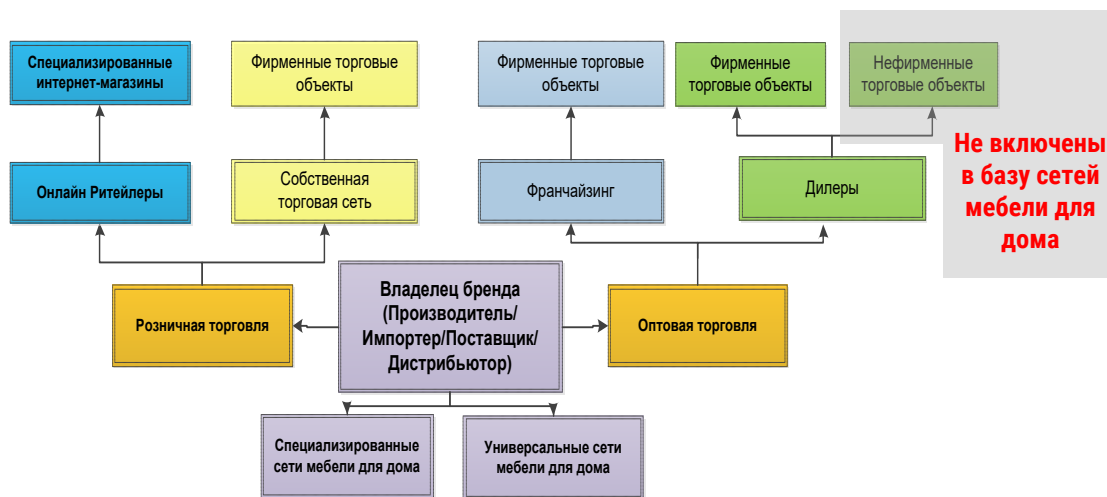 Специализированные
интернет-магазины
Фирменные торговые
объекты
Фирменные торговые
объекты
Фирменные
торговые объекты
Нефирменные
торговые объекты
Не включены
в базу сетей
мебели для
дома
Онлайн Ритейлеры
Собственная
торговая сеть
Франчайзинг
Дилеры
Розничная торговля
Владелец бренда
(Производитель/
Импортер/Поставщик/
Дистрибьютор)
Оптовая торговля
Специализированные
сети мебели для дома
Универсальные сети
мебели для дома